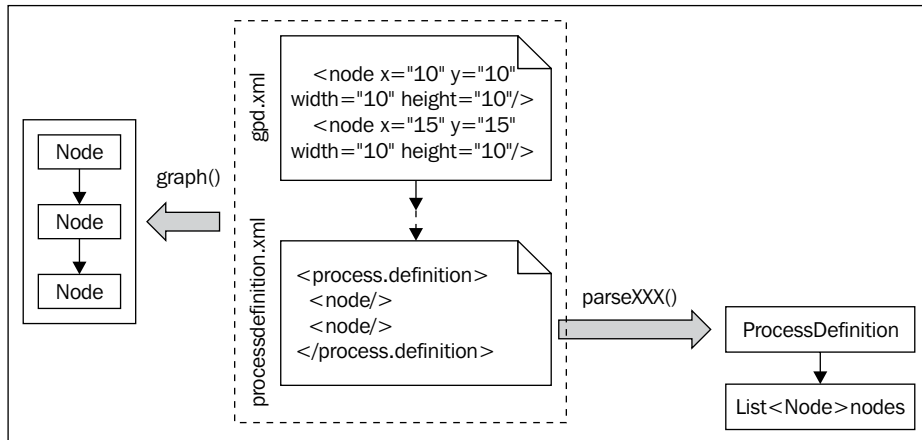 Node
Node
Node
graph()
gpd.xml
<node x="10" y="10"
width="10" height="10"/>
<node x="15" y="15"
width="10" height="10"/>
processdefinition.xml
<process.definition>
<node/>
<node/>
</process.definition>
parseXXX()
ProcessDefinition
List<Node>nodes